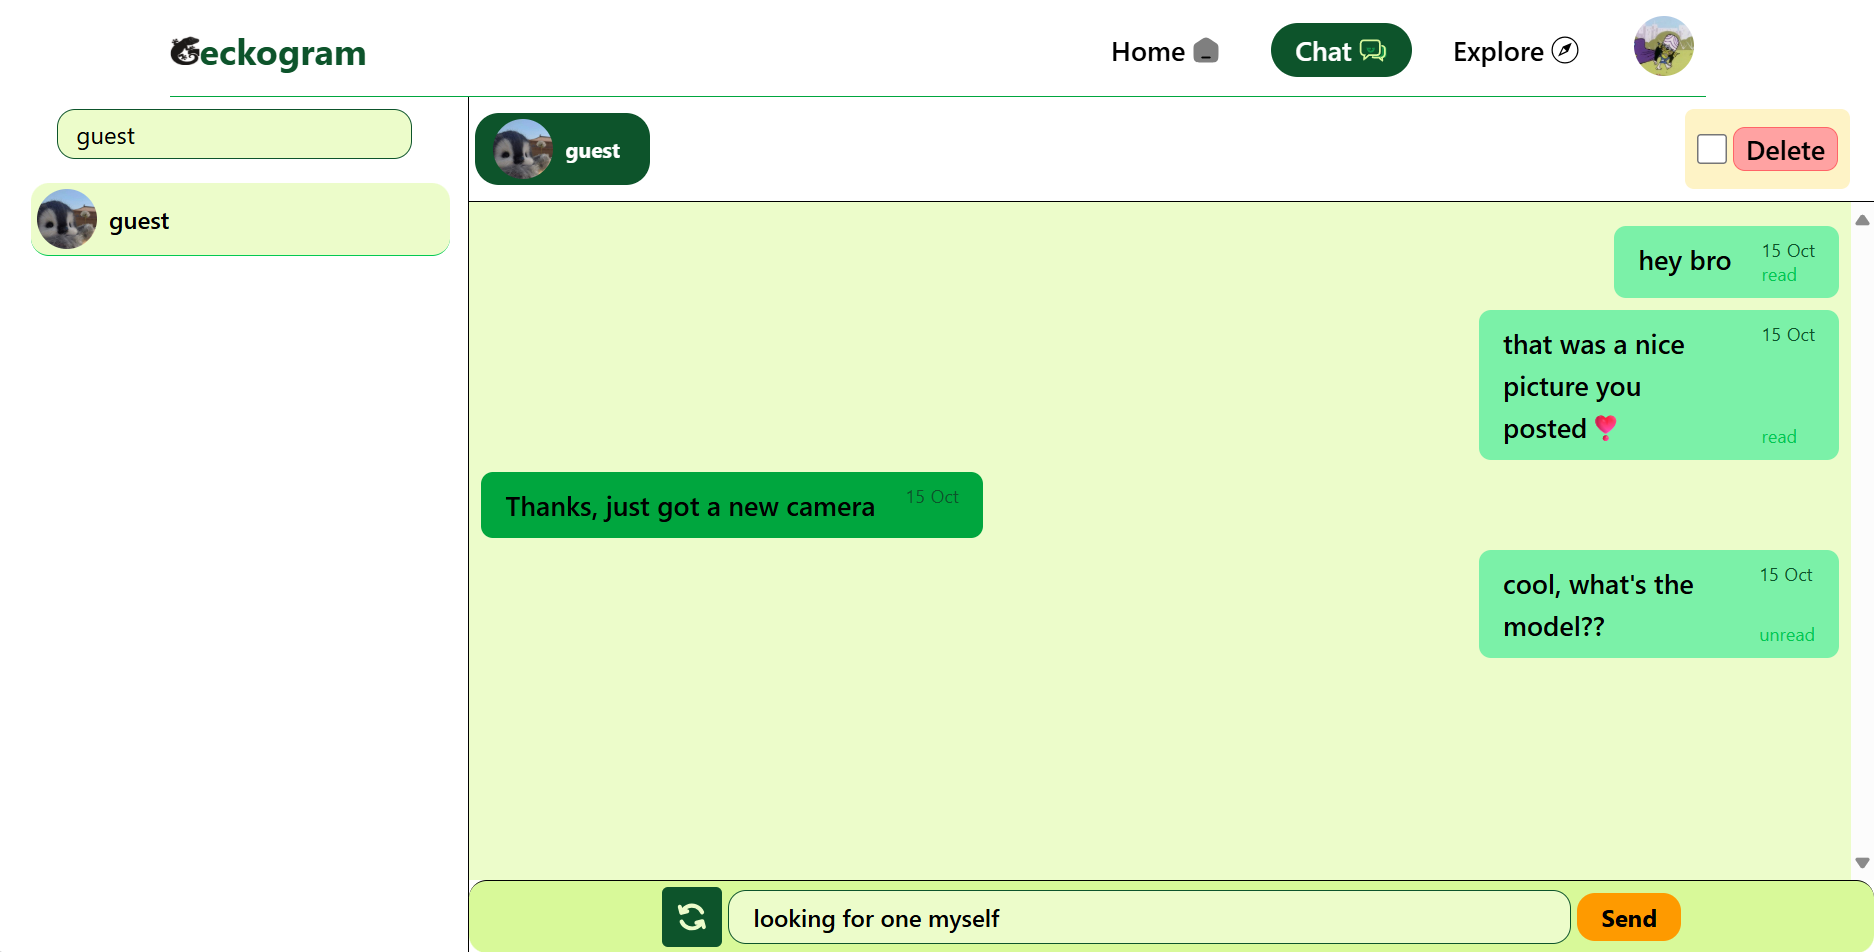 Geckogram
Home
Chat
Explore
guest
guest
guest
Delete
hey bro
15 Oct
read
that was a nice
picture you
posted❣️
15 Oct
read
Thanks, just got a new camera
15 Oct
cool, what's the
model??
15 Oct
unread
looking for one myself
Send